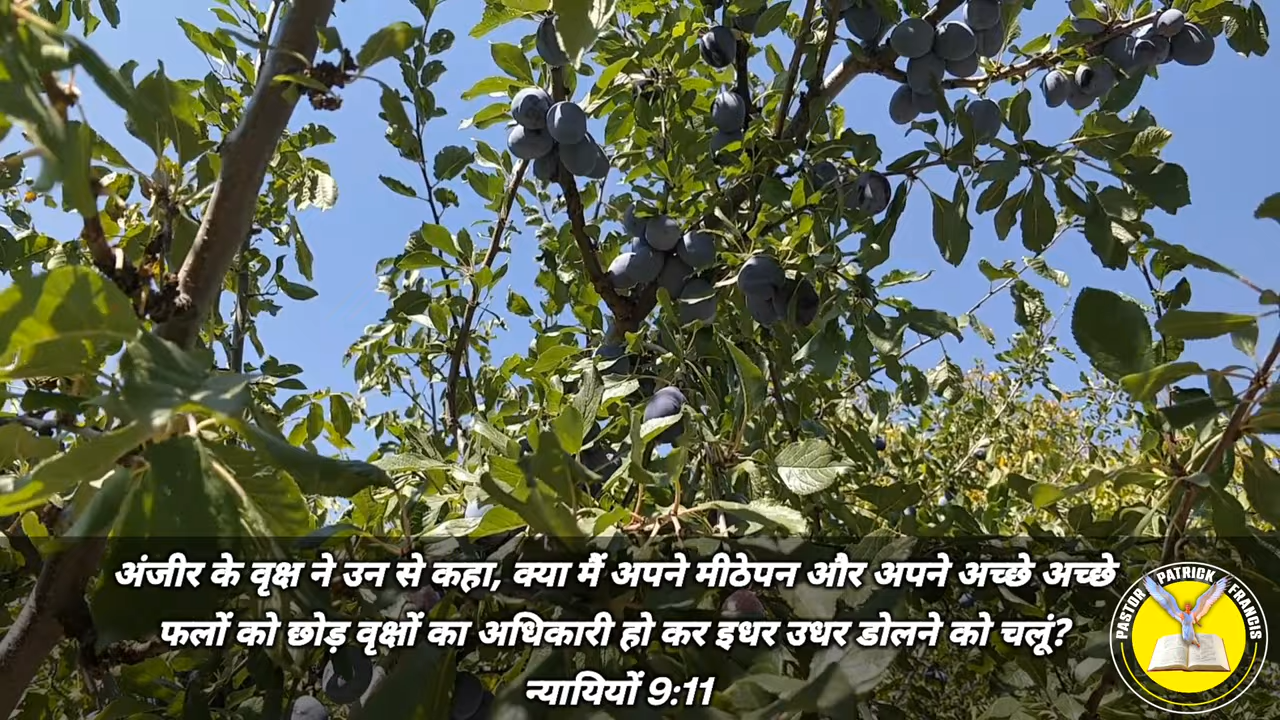 अंजीर के वृक्ष ने उन से कहा, क्या मैं अपने मीठेपन और अपने अच्छे अच्छे
फलों को छोड़ वृक्षों का अधिकारी हो कर इधर उधर डोलने को चलूं?
न्यायियों 9:11
PASTOR PATRICK FRANCIS